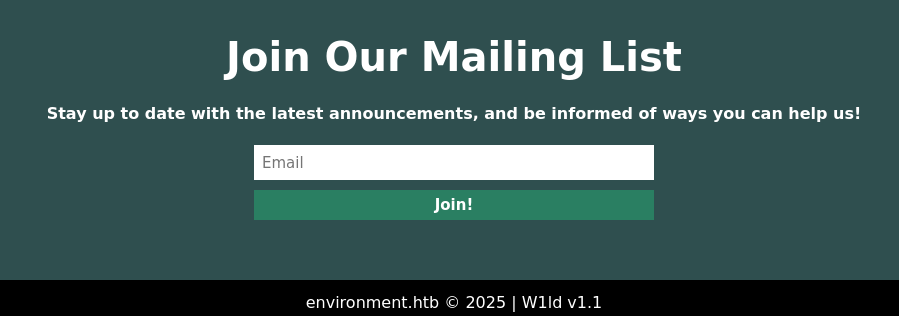 Join Our Mailing List
Stay up to date with the latest announcements, and be informed of ways you can help us!
Email
Join!
environment.htb © 2025 | W1ld v1.1